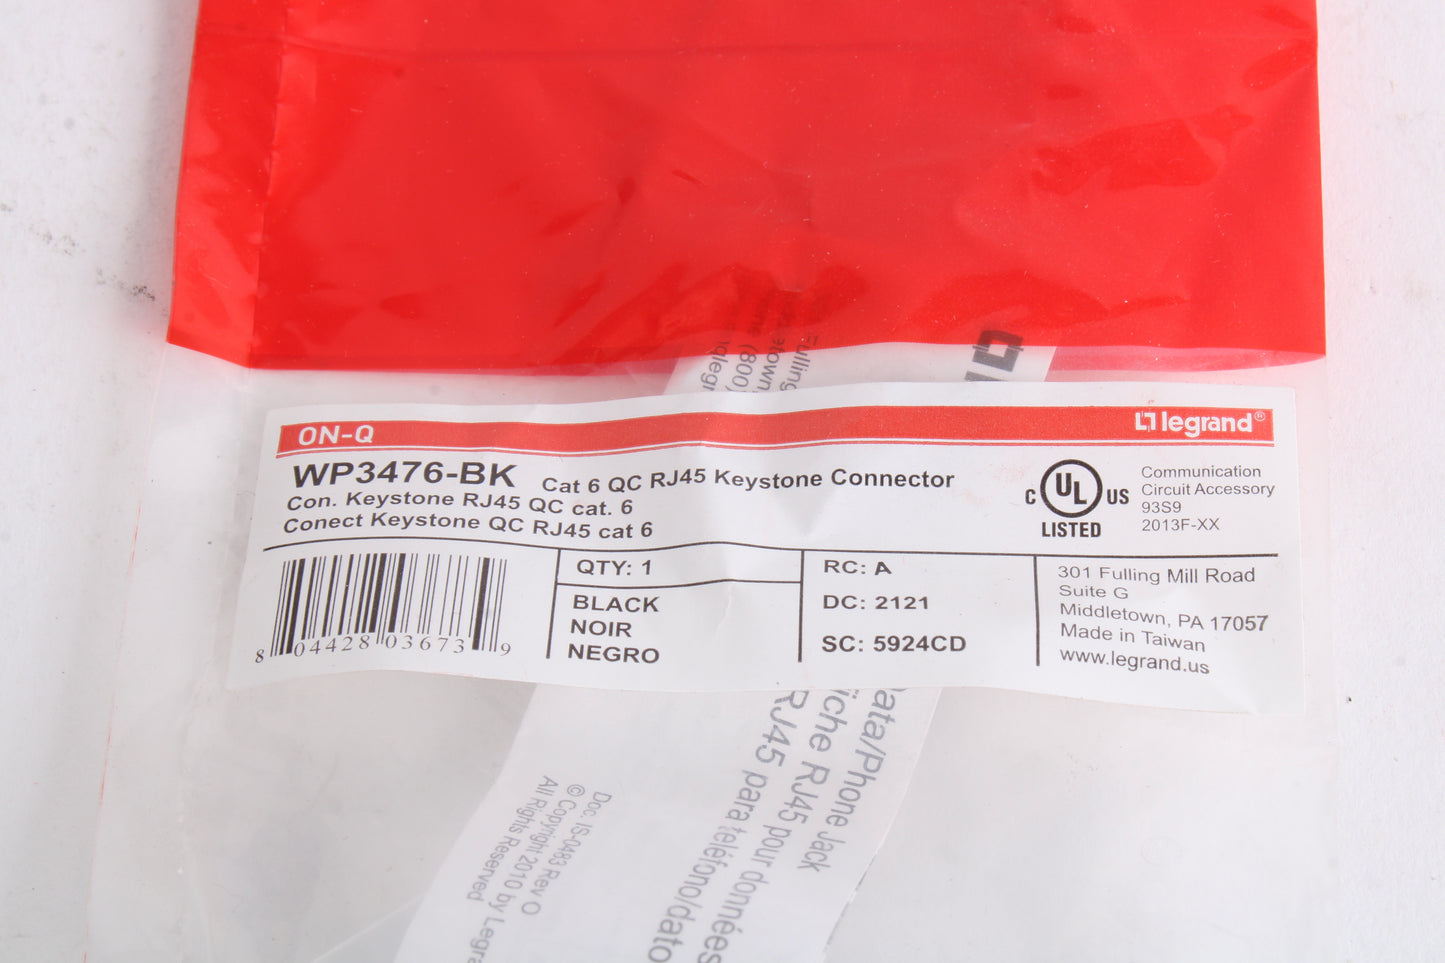 ON-Q
legrand®
WP3476-BK Cat 6 QC RJ45 Keystone Connector
Con. Keystone RJ45 QC cat. 6
Conect Keystone QC RJ45 cat 6
C UL US
LISTED
Communication
Circuit Accessory
93S9
2013F-XX
8 04428 03673 9
QTY: 1
BLACK
NOIR
NEGRO
RC: A
DC: 2121
SC: 5924CD
301 Fulling Mill Road
Suite G
Middletown, PA 17057
Made in Taiwan
www.legrand.us
Fulling
(800)
Data/Phone Jack
RJ45 pour données
RJ45 para teléfono/dato
Doc. IS-0483 Rev O
© Copyright 2010 by Legra
All Rights Reserved